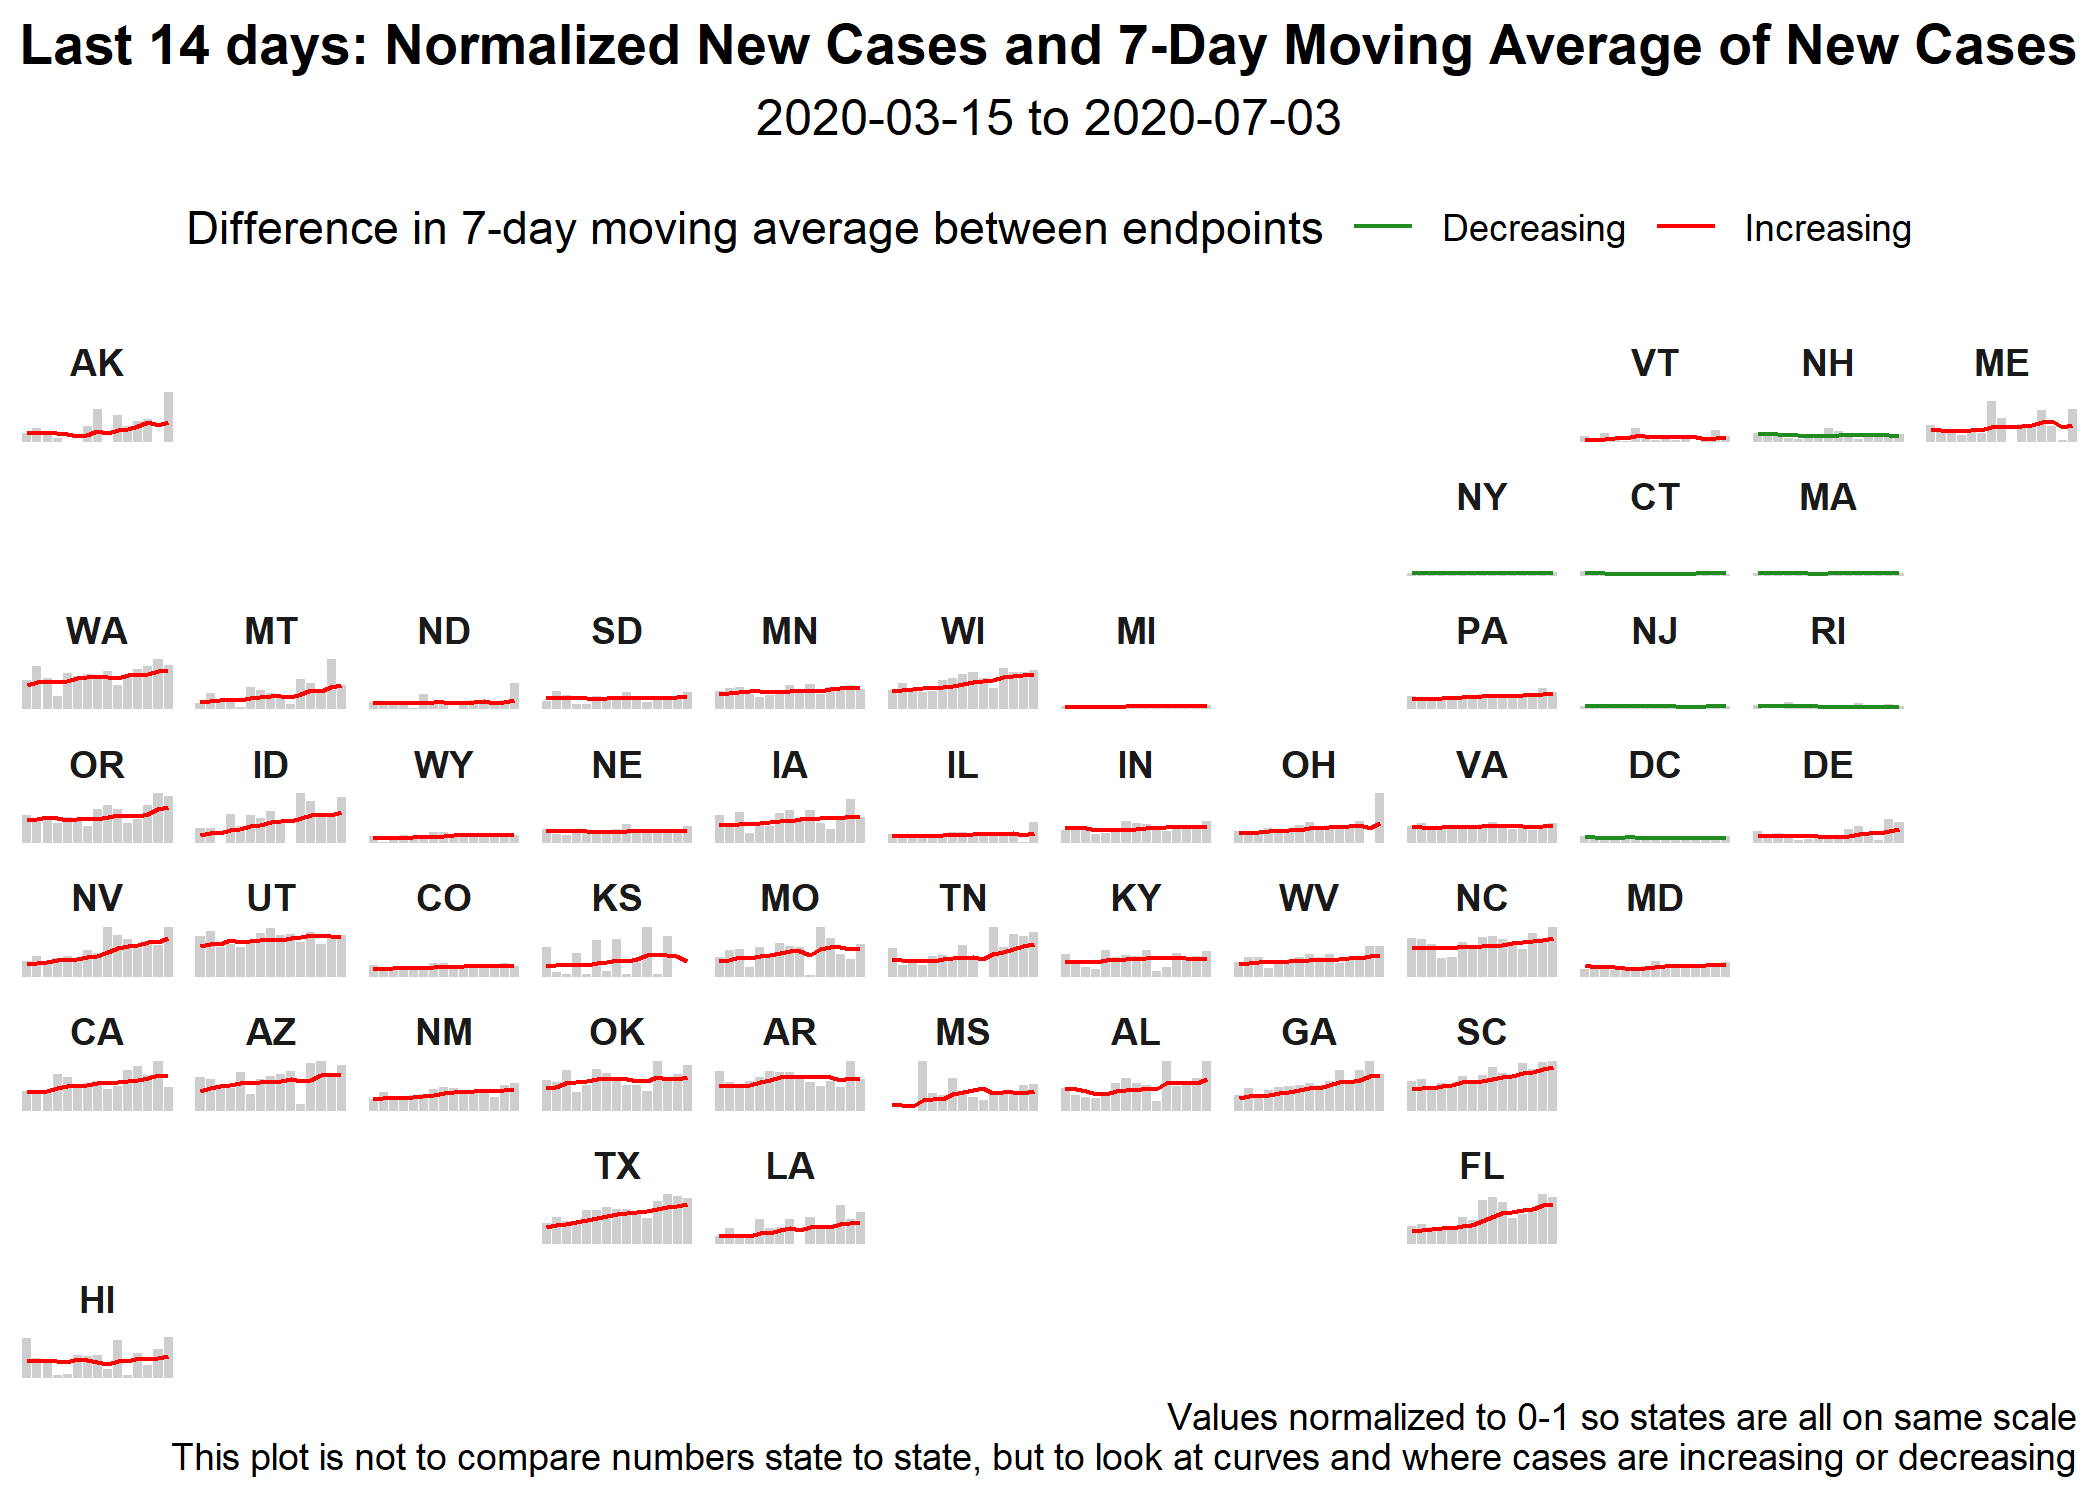 Last 14 days: Normalized New Cases and 7-Day Moving Average of New Cases
2020-03-15 to 2020-07-03
Difference in 7-day moving average between endpoints Decreasing Increasing
AK VT NH ME
NY CT MA
WA MT ND SD MN WI MI PA NJ RI
OR ID WY NE IA IL IN OH VA DC DE
NV UT CO KS MO TN KY WV NC MD
CA AZ NM OK AR MS AL GA SC
TX LA FL
HI
Values normalized to 0-1 so states are all on same scale
This plot is not to compare numbers state to state, but to look at curves and where cases are increasing or decreasing